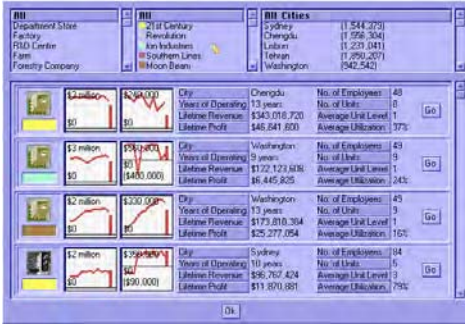 All
Department Store
Factory
R&D Centre
Farm
Forestry Company
All
21st Century
Revolution
Ion Industries
Southern Lines
Moon Beam
All Cities
Sydney (1,544,379)
Chengdu (1,556,304)
Lisbon (1,231,041)
Tehran (1,850,207)
Washington (942,542)
$3 million
$0
$0
City Chengdu No. of Employees 48
Years of Operating 13 years No. of Units 8
Lifetime Revenue $343,018,720 Average Unit Level 1
Lifetime Profit $46,641,600 Average Utilization 37%
Go
$3 million
$0
$0
($400,000)
City Washington No. of Employees 49
Years of Operating 9 years No. of Units 9
Lifetime Revenue $122,123,608 Average Unit Level 1
Lifetime Profit $6,445,825 Average Utilization 24%
Go
$2 million
$0
$300,000
$0
City Washington No. of Employees 49
Years of Operating 13 years No. of Units 9
Lifetime Revenue $173,810,384 Average Unit Level 1
Lifetime Profit $25,277,054 Average Utilization 16%
Go
$2 million
$0
$0
($90,000)
City Sydney No. of Employees 84
Years of Operating 10 years No. of Units 5
Lifetime Revenue $96,767,424 Average Unit Level 3
Lifetime Profit $11,870,881 Average Utilization 79%
Go
Ok